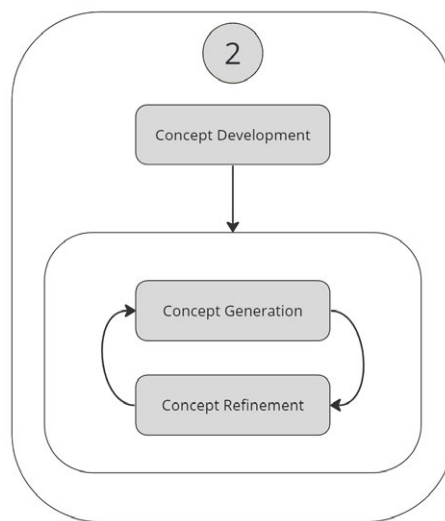 2
Concept Development
Concept Generation
Concept Refinement